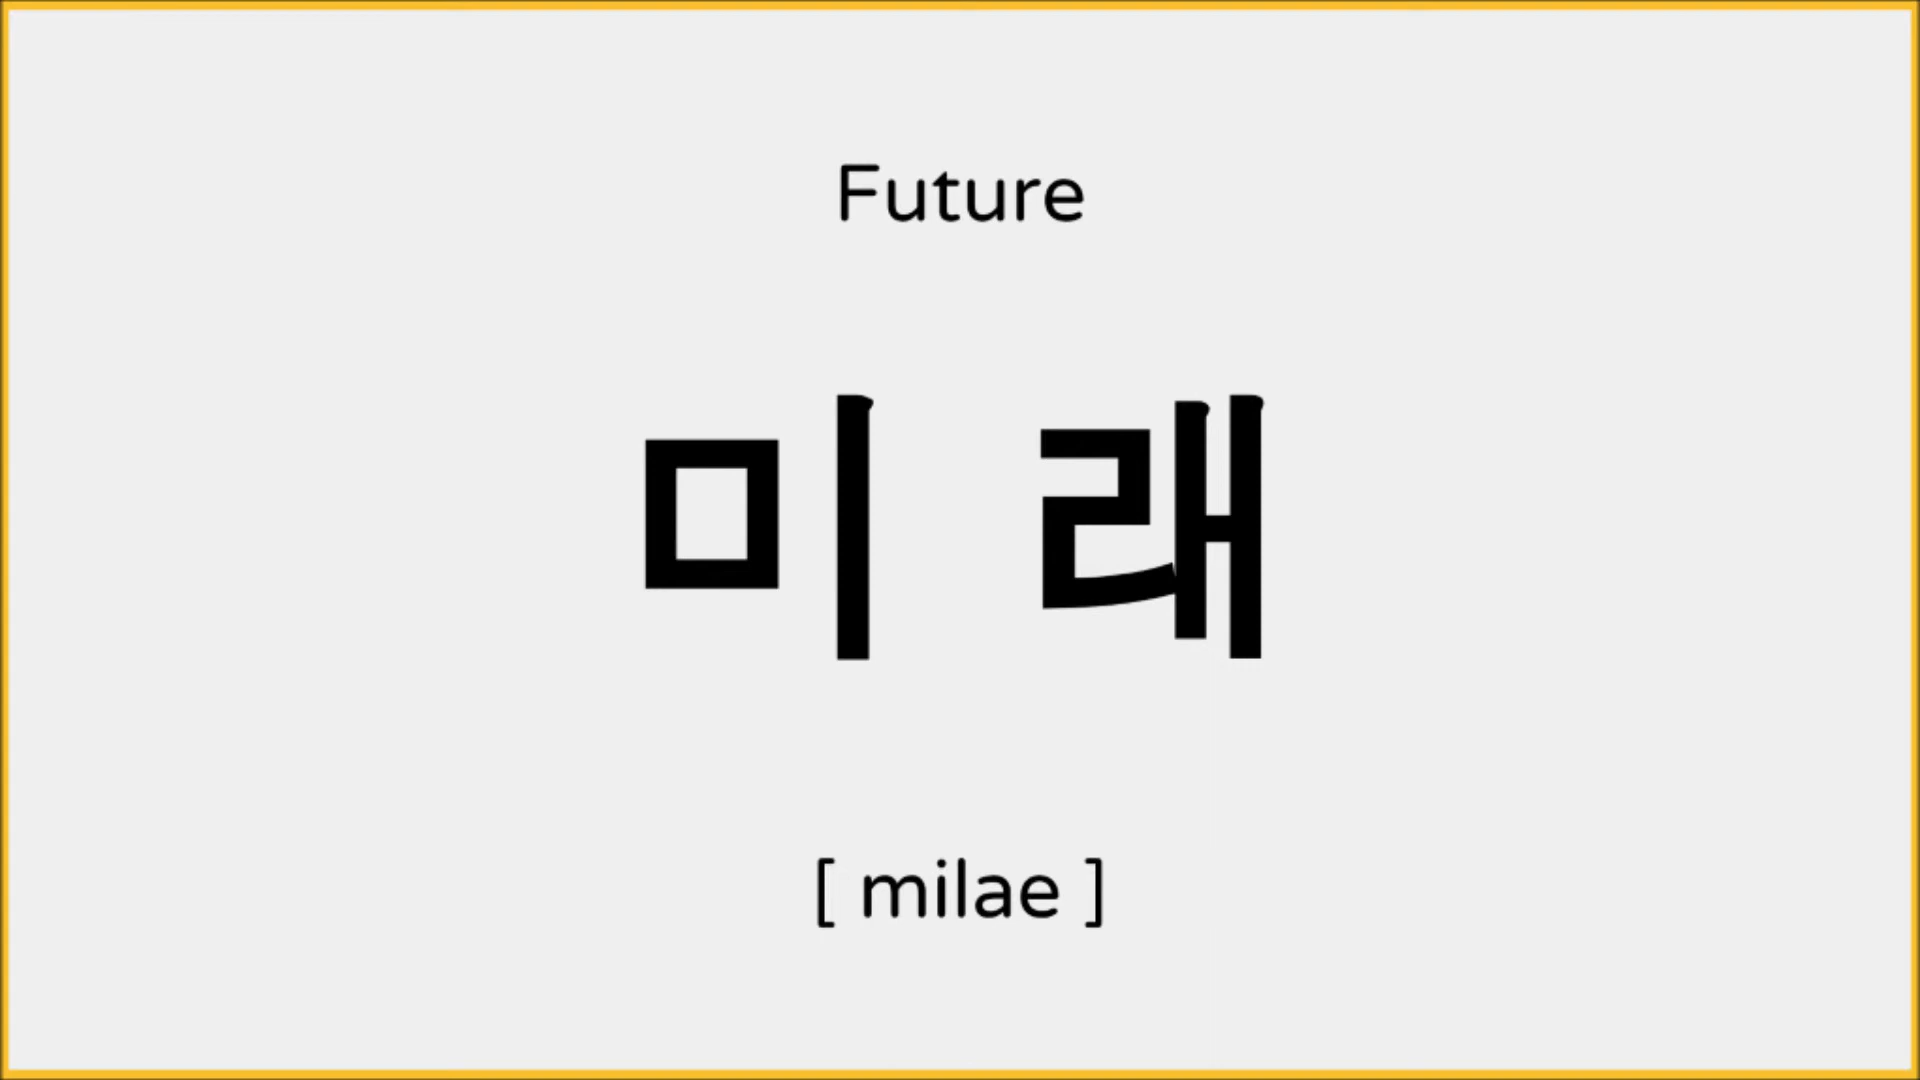 Future
미래
[ milae ]